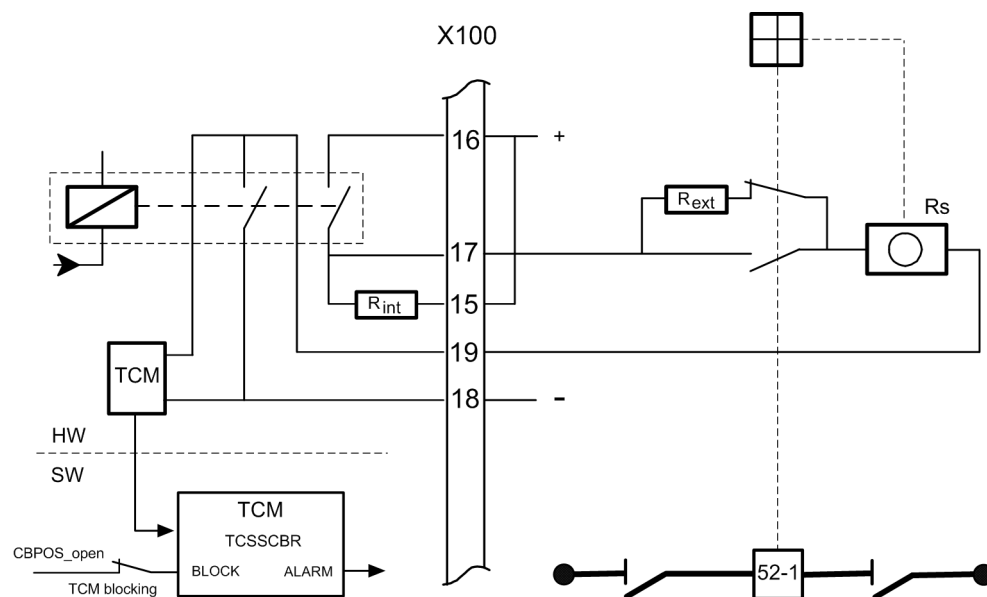 X100
16
+
Rext
Rs
17
Rint
15
19
TCM
18
-
HW
SW
TCM
TCSSCBR
CBPOS_open
BLOCK
ALARM
TCM blocking
52-1